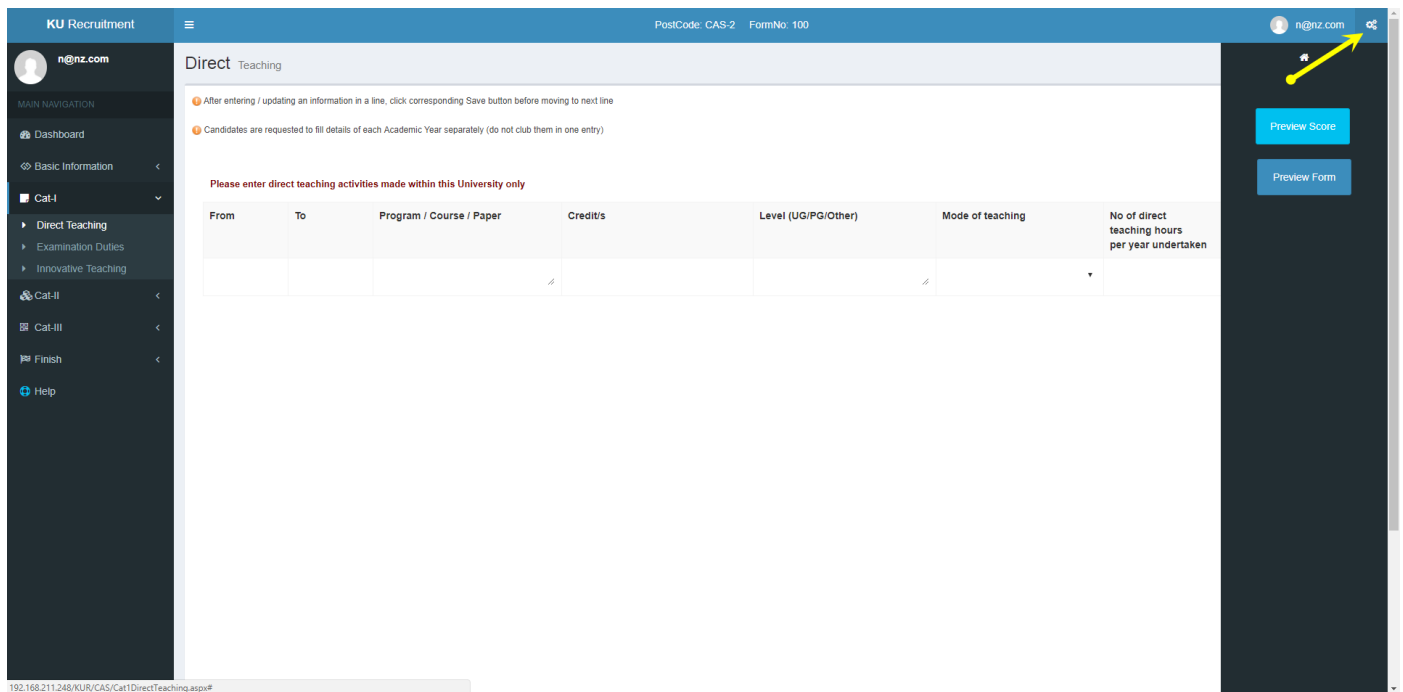 KU Recruitment
PostCode: CAS-2 FormNo: 100
n@nz.com
n@nz.com
MAIN NAVIGATION
Dashboard
Basic Information
Cat-I
Direct Teaching
Examination Duties
Innovative Teaching
Cat-II
Cat-III
Finish
Help
Direct Teaching
After entering / updating an information in a line, click corresponding Save button before moving to next line
Candidates are requested to fill details of each Academic Year separately (do not club them in one entry)
Please enter direct teaching activities made within this University only
From To Program / Course / Paper Credit/s Level (UG/PG/Other) Mode of teaching No of direct
teaching hours
per year undertaken
Preview Score
Preview Form
192.168.211.248/KUR/CAS/Cat1DirectTeaching.aspx#